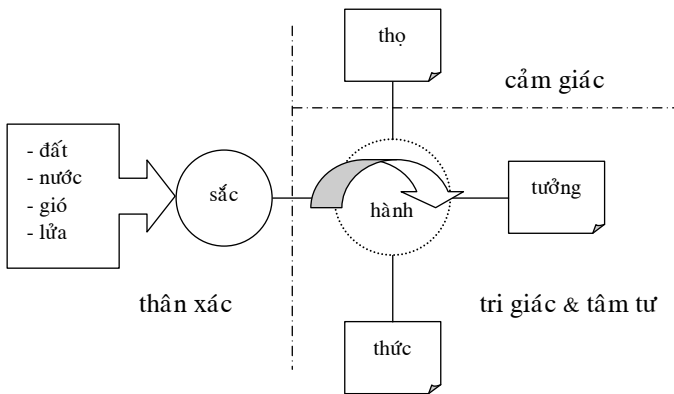 thọ
cảm giác
- đất
- nước
- gió
- lửa
sắc
hành
tưởng
thân xác
tri giác & tâm tư
thức